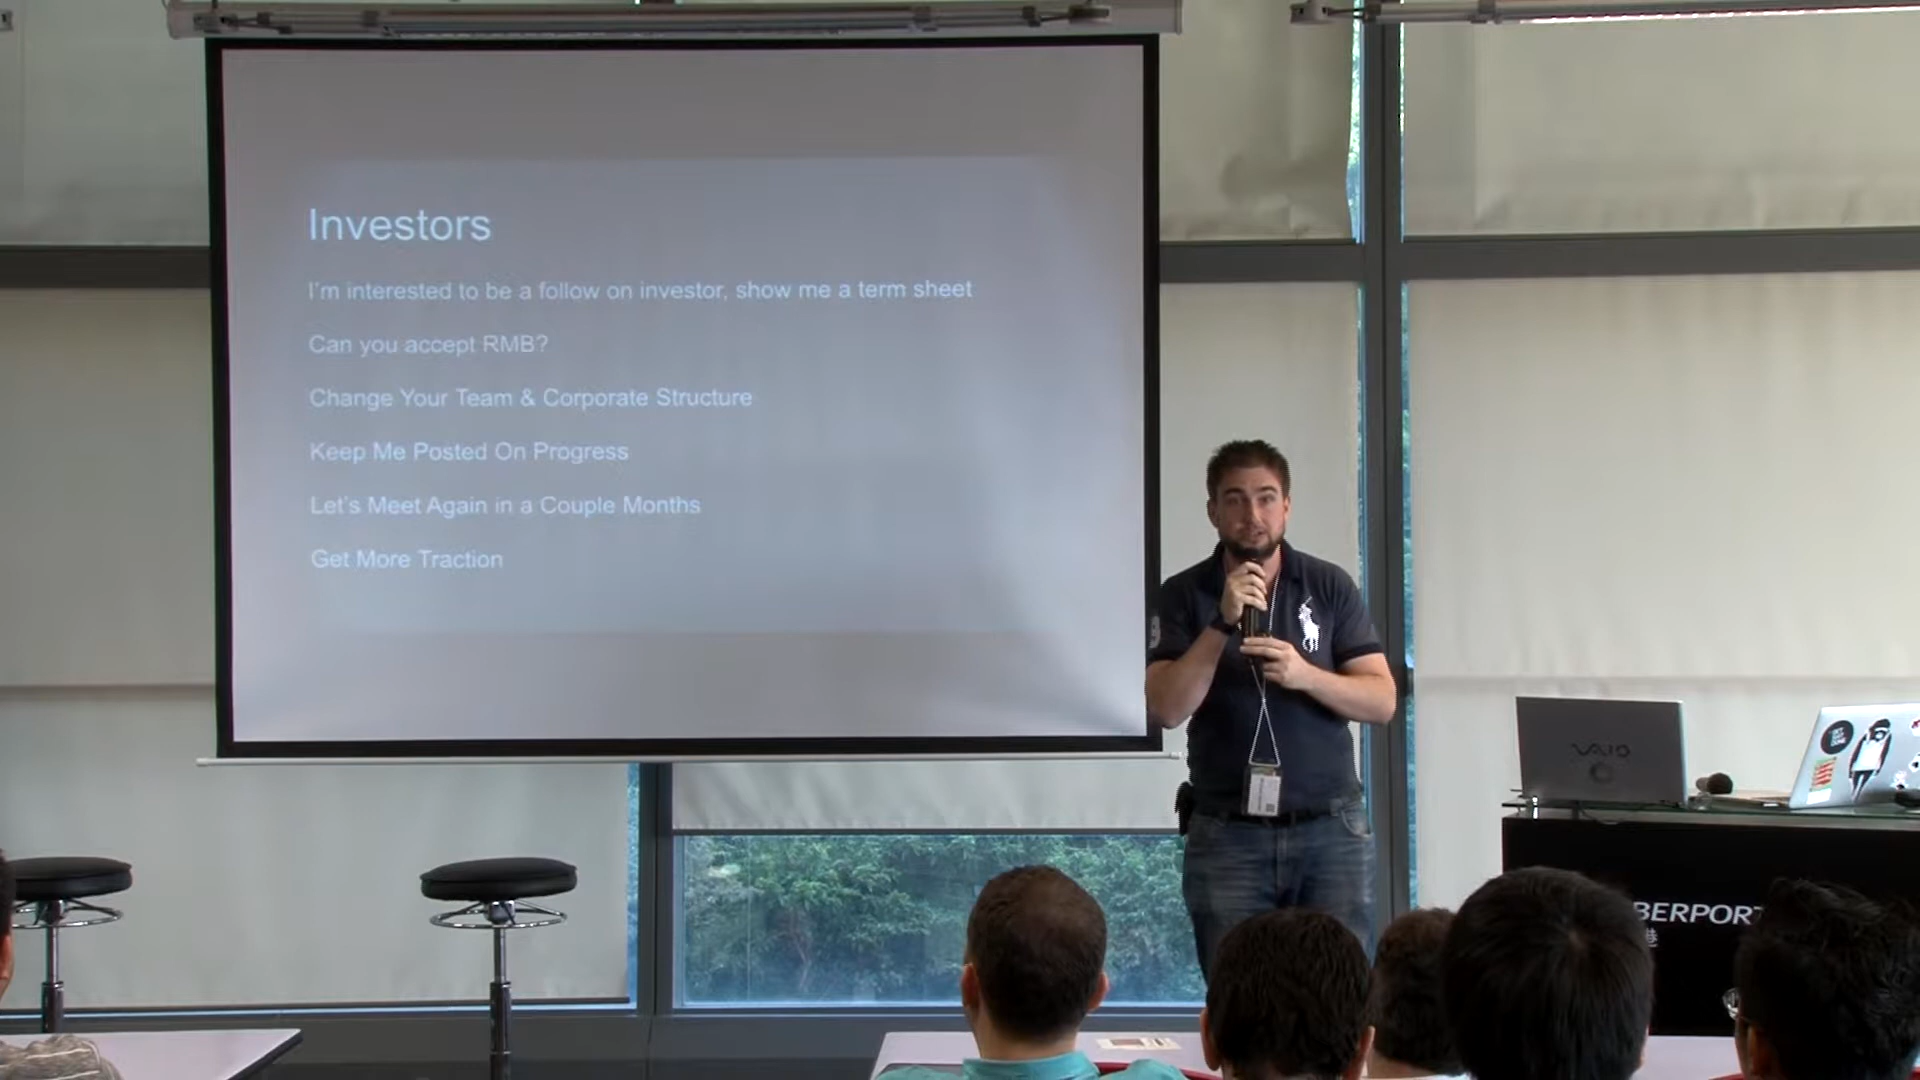 Investors
I'm interested to be a follow on investor, show me a term sheet
Can you accept RMB?
Change Your Team & Corporate Structure
Keep Me Posted On Progress
Let's Meet Again in a Couple Months
Get More Traction
VAIO
BERPORT
港